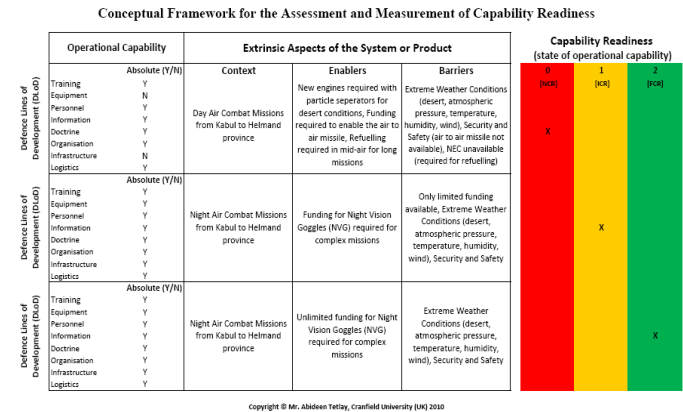 Conceptual Framework for the Assessment and Measurement of Capability Readiness
Operational Capability
Extrinsic Aspects of the System or Product
Capability Readiness
(state of operational capability)
Absolute (Y/N)
Context
Enablers
Barriers
0
1
2
[NCR]
[ICR]
[FCR]
Defence Lines of
Development (DLoD)
Training Y
Equipment N
Personnel Y
Information Y
Doctrine Y
Organisation Y
Infrastructure N
Logistics Y
Day Air Combat Missions
from Kabul to Helmand
province
New engines required with
particle seperators for
desert conditions, Funding
required to enable the air to
air missile, Refuelling
required in mid-air for long
missions
Extreme Weather Conditions
(desert, atmospheric
pressure, temperature,
humidity, wind), Security and
Safety (air to air missile not
available), NEC unavailable
(required for refuelling)
X
Defence Lines of
Development (DLoD)
Absolute (Y/N)
Training Y
Equipment Y
Personnel Y
Information Y
Doctrine Y
Organisation Y
Infrastructure Y
Logistics Y
Night Air Combat Missions
from Kabul to Helmand
province
Funding for Night Vision
Goggles (NVG) required for
complex missions
Only limited funding
available, Extreme Weather
Conditions (desert,
atmospheric pressure,
temperature, humidity,
wind), Security and Safety
X
Defence Lines of
Development (DLoD)
Absolute (Y/N)
Training Y
Equipment Y
Personnel Y
Information Y
Doctrine Y
Organisation Y
Infrastructure Y
Logistics Y
Night Air Combat Missions
from Kabul to Helmand
province
Unlimited funding for Night
Vision Goggles (NVG)
required for complex
missions
Extreme Weather
Conditions (desert,
atmospheric pressure,
temperature, humidity,
wind), Security and Safety
X
Copyright © Mr. Abideen Tetlay, Cranfield University (UK) 2010